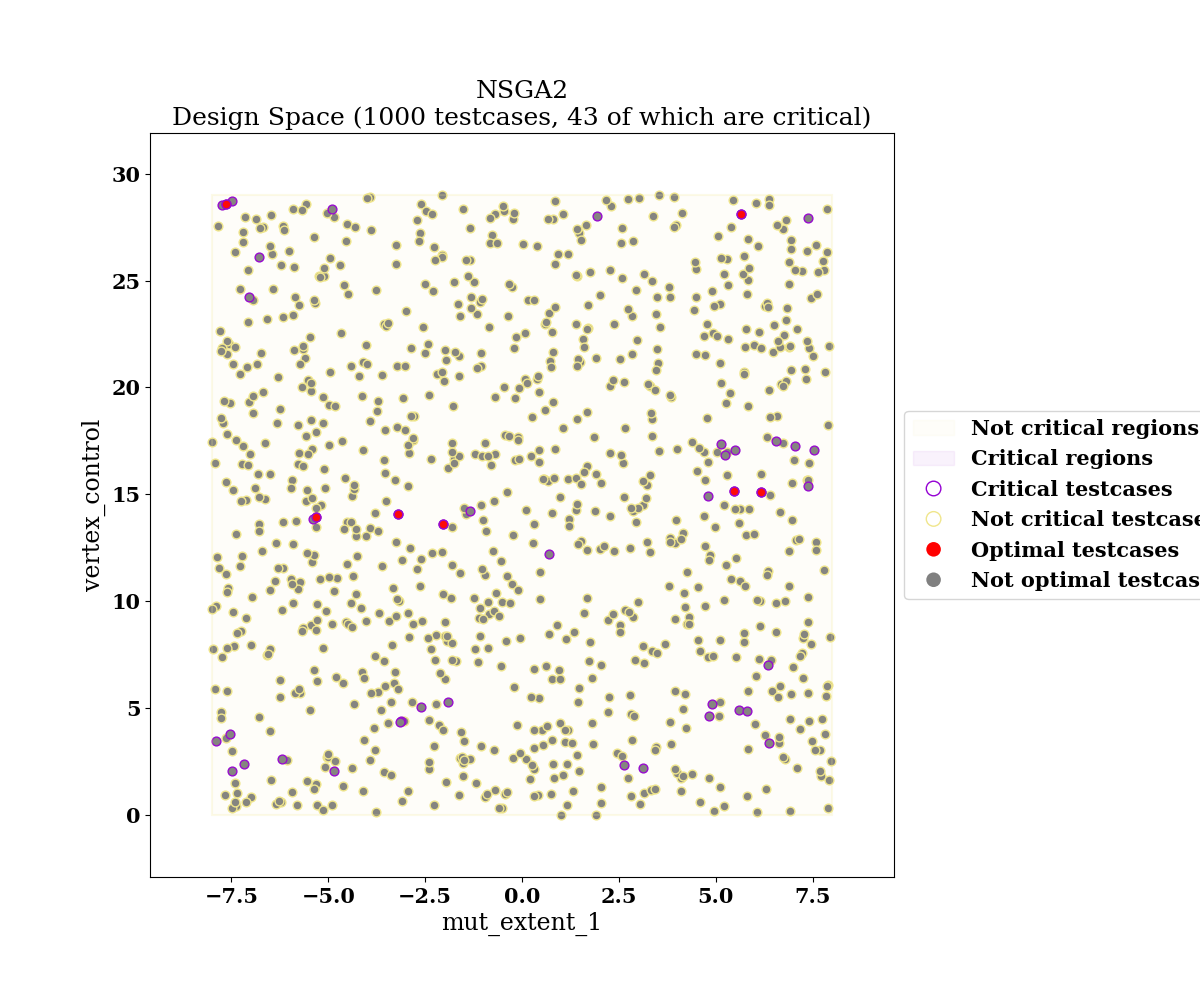 NSGA2
Design Space (1000 testcases, 43 of which are critical)
30
25
20
15
10
5
0
vertex_control
−7.5 −5.0 −2.5 0.0 2.5 5.0 7.5
mut_extent_1
Not critical regions
Critical regions
Critical testcases
Not critical testcase
Optimal testcases
Not optimal testcas